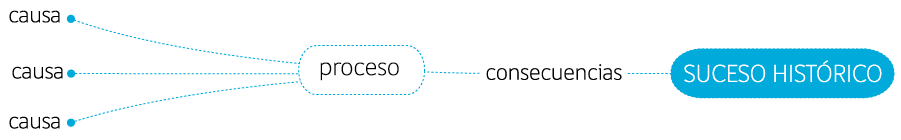 causa
causa
causa
proceso
consecuencias
SUCESO HISTÓRICO